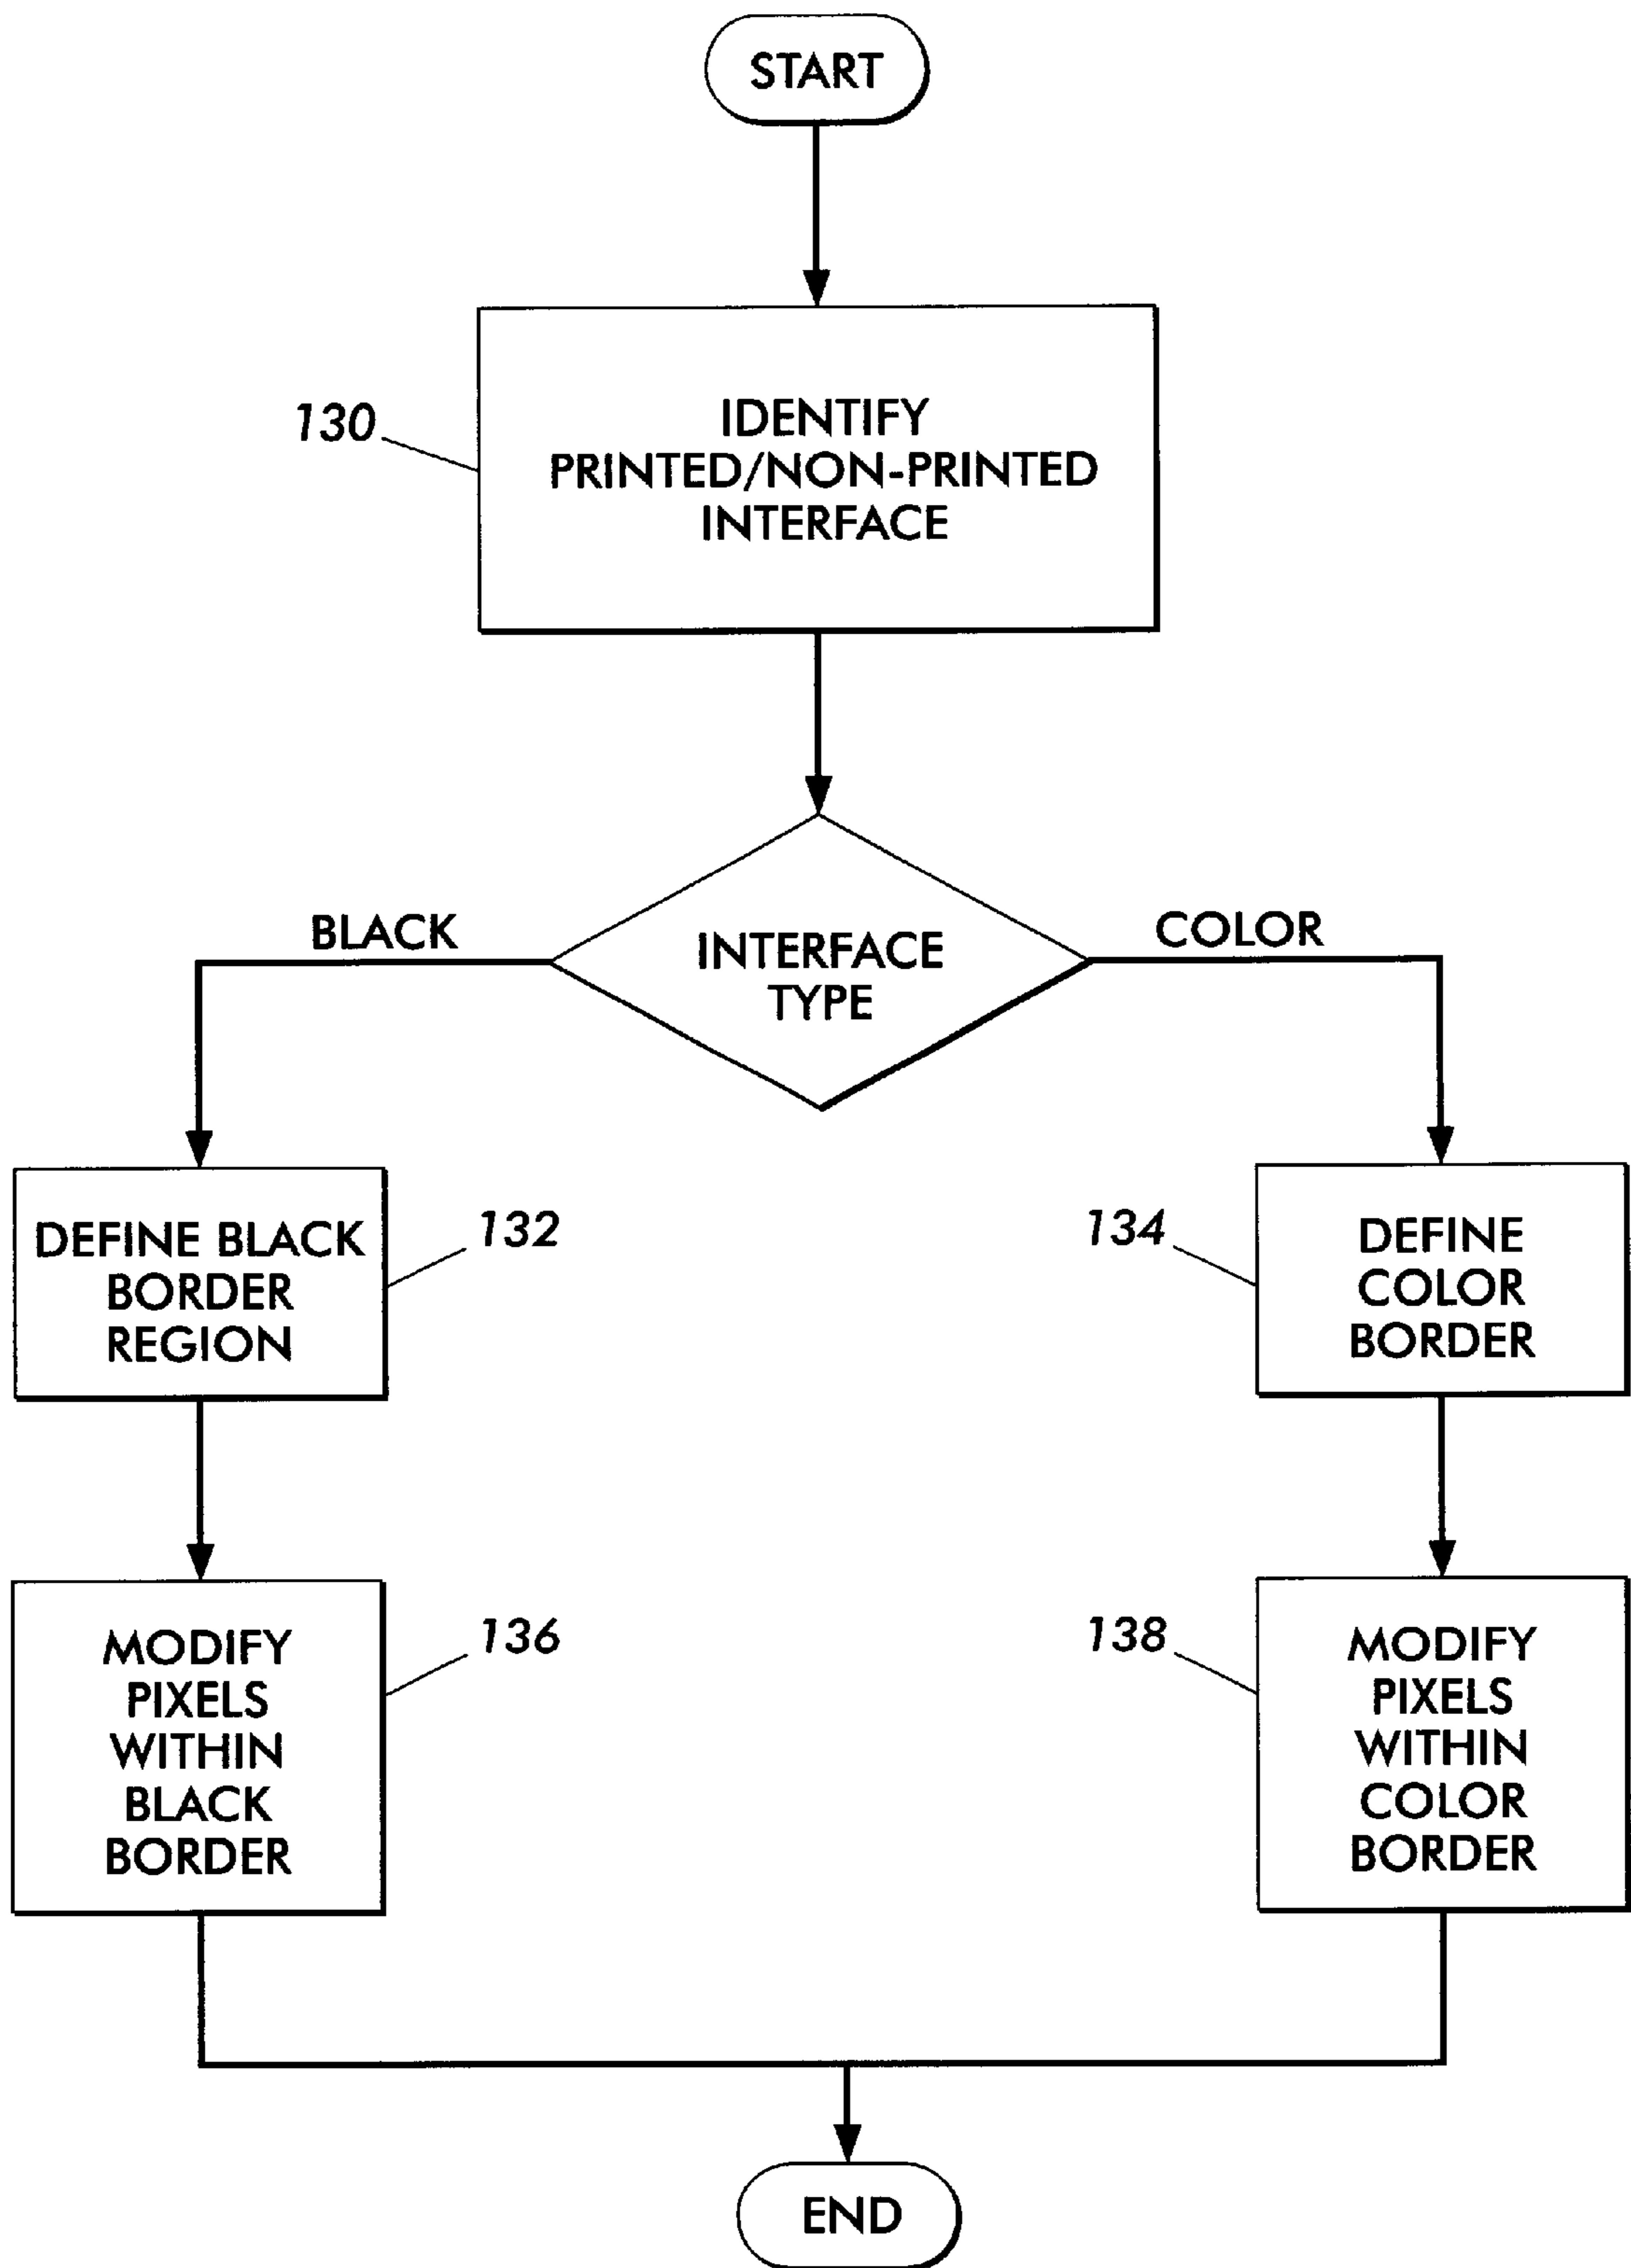 START
130
IDENTIFY
PRINTED/NON-PRINTED
INTERFACE
BLACK
INTERFACE
TYPE
COLOR
DEFINE BLACK
BORDER
REGION
132
134
DEFINE
COLOR
BORDER
MODIFY
PIXELS
WITHIN
BLACK
BORDER
136
138
MODIFY
PIXELS
WITHIN
COLOR
BORDER
END